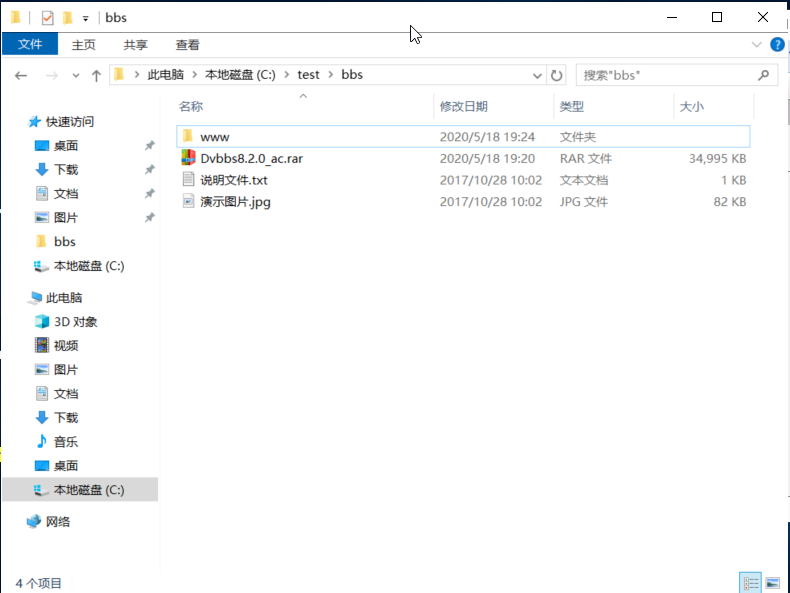 bbs
文件 主页 共享 查看
此电脑 本地磁盘 (C:) test bbs 搜索"bbs"
名称 修改日期 类型 大小
快速访问
桌面
下载
文档
图片
bbs
本地磁盘 (C:)
此电脑
3D 对象
视频
图片
文档
下载
音乐
桌面
本地磁盘 (C:)
网络
www 2020/5/18 19:24 文件夹
Dvbbs8.2.0_ac.rar 2020/5/18 19:20 RAR 文件 34,995 KB
说明文件.txt 2017/10/28 10:02 文本文档 1 KB
演示图片.jpg 2017/10/28 10:02 JPG 文件 82 KB
4 个项目